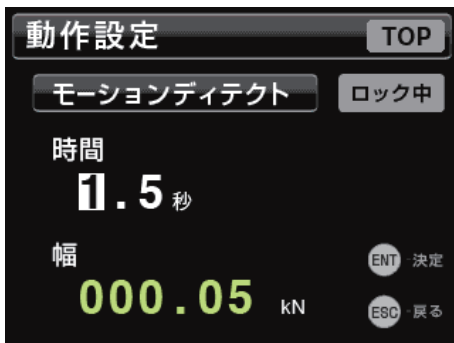 動作設定 TOP
モーションディテクト ロック中
時間
1.5 秒
幅
ENT - 決定
000.05 kN
ESC - 戻る